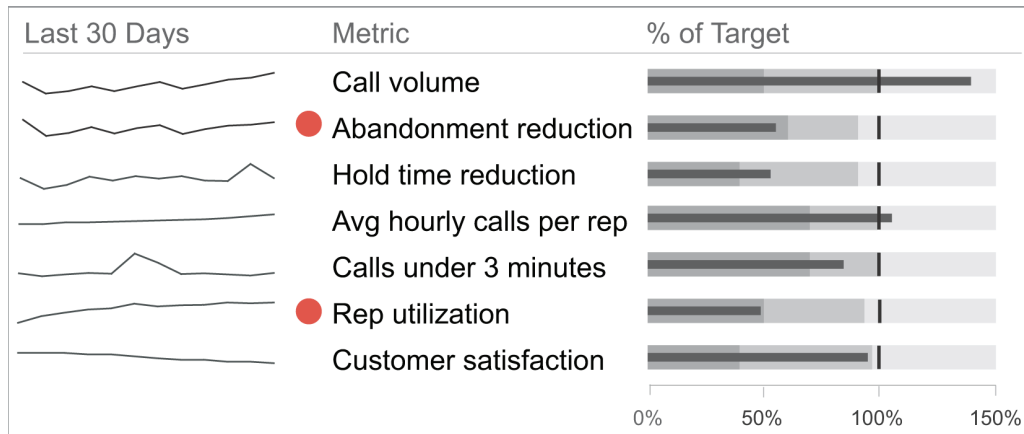 Last 30 Days Metric % of Target
Call volume
Abandonment reduction
Hold time reduction
Avg hourly calls per rep
Calls under 3 minutes
Rep utilization
Customer satisfaction
0% 50% 100% 150%